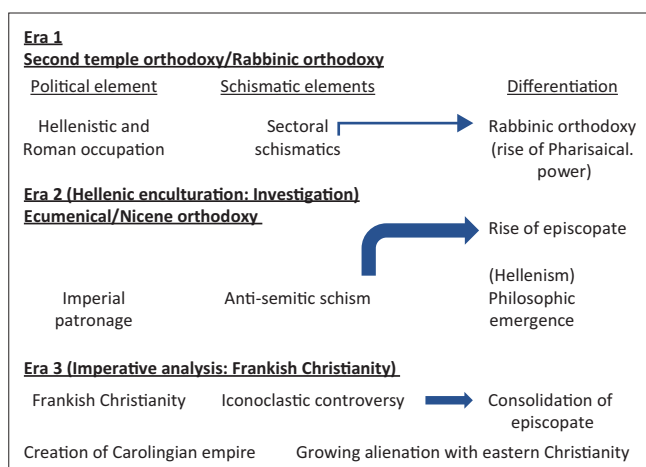 Era 1
Second temple orthodoxy/Rabbinic orthodoxy
Political element Schismatic elements Differentiation
Hellenistic and Sectoral Rabbinic orthodoxy
Roman occupation schismatics (rise of Pharisaical.
power)
Era 2 (Hellenic enculturation: Investigation)
Ecumenical/Nicene orthodoxy
Rise of episcopate
(Hellenism)
Imperial Anti-semitic schism Philosophic
patronage emergence
Era 3 (Imperative analysis: Frankish Christianity)
Frankish Christianity Iconoclastic controversy Consolidation of
episcopate
Creation of Carolingian empire Growing alienation with eastern Christianity